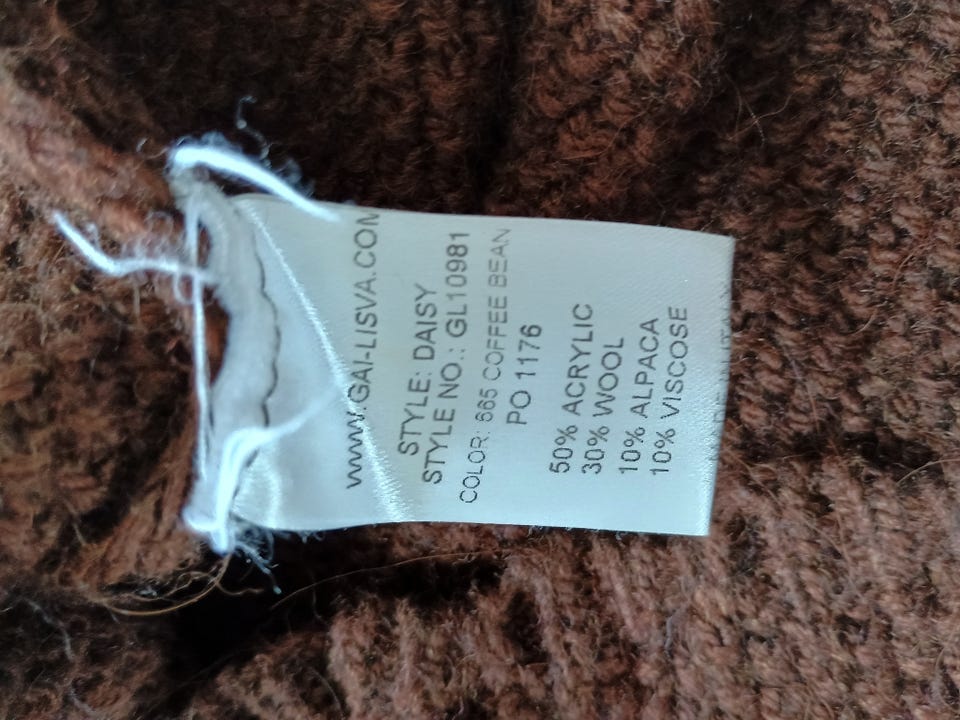 www.GAI-LISVA.COM
STYLE: DAISY
STYLE NO.: GL10981
COLOR: 665 COFFEE BEAN
PO 1176
50% ACRYLIC
30% WOOL
10% ALPACA
10% VISCOSE